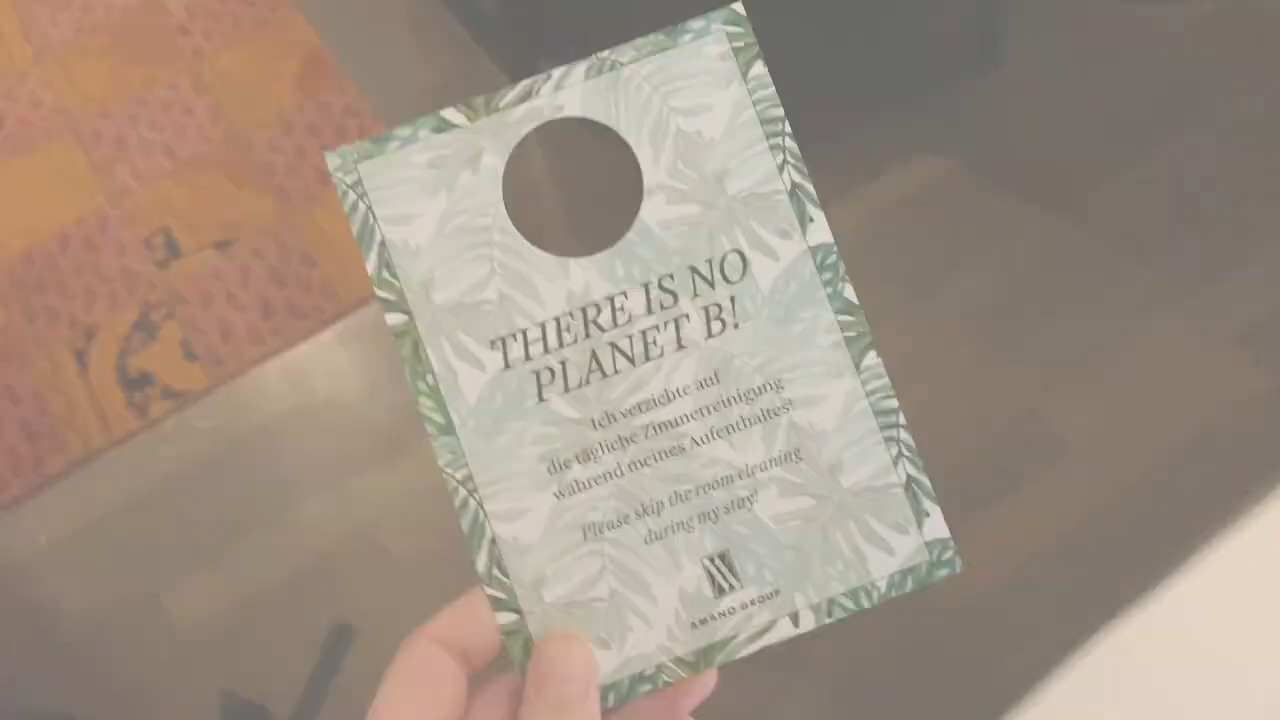 THERE IS NO
PLANET B!
Ich verzichte auf
die tägliche Zimmerreinigung
während meines Aufenthaltes!
Please skip the room cleaning
during my stay!
AMANO GROUP